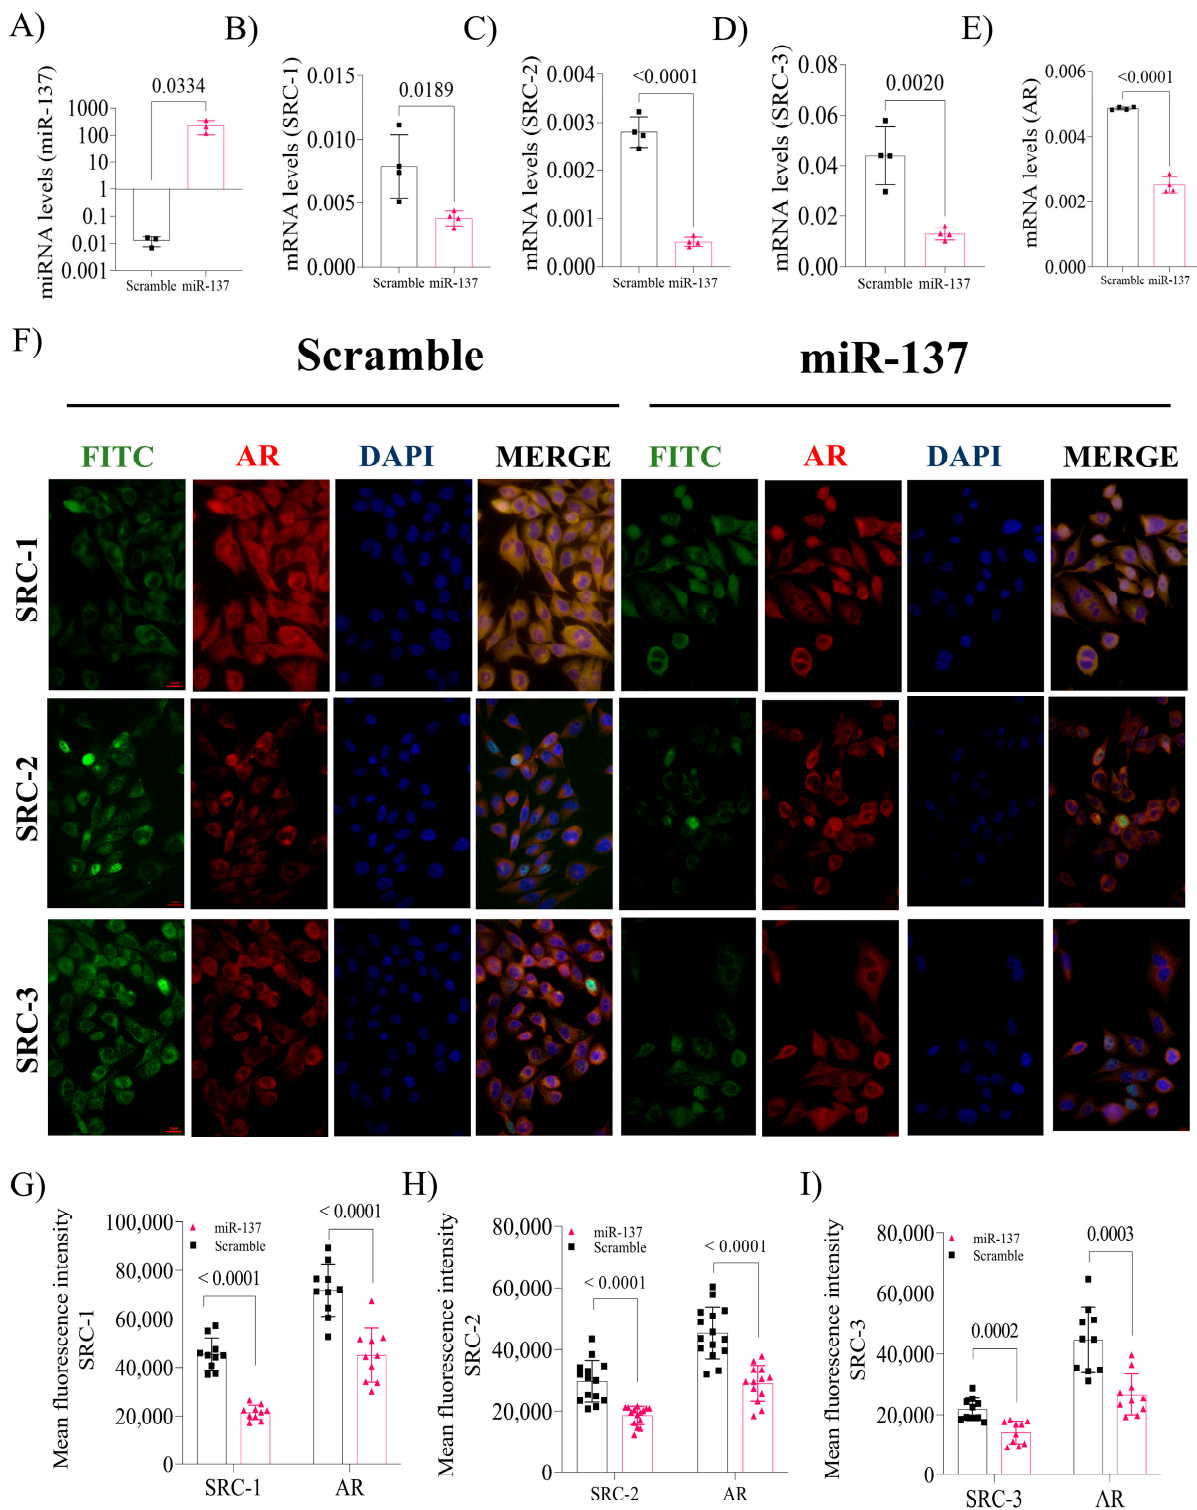 A)
miRNA levels (miR-137)
0.0334
1000
100
10
1
0.1
0.01
0.001
Scramble miR-137
B)
mRNA levels (SRC-1)
0.0189
0.015
0.010
0.005
0.000
Scramble miR-137
C)
mRNA levels (SRC-2)
<0.0001
0.004
0.003
0.002
0.001
0.000
Scramble miR-137
D)
mRNA levels (SRC-3)
0.0020
0.08
0.06
0.04
0.02
0.00
Scramble miR-137
E)
mRNA levels (AR)
<0.0001
0.006
0.004
0.002
0.000
Scramble miR-137
F)
Scramble miR-137
FITC AR DAPI MERGE FITC AR DAPI MERGE
SRC-1
SRC-2
SRC-3
G)
Mean fluorescence intensity
SRC-1
100,000
80,000
60,000
40,000
20,000
0
miR-137
Scramble
< 0.0001
< 0.0001
SRC-1 AR
H)
Mean fluorescence intensity
SRC-2
80,000
60,000
40,000
20,000
0
miR-137
Scramble
< 0.0001
< 0.0001
SRC-2 AR
I)
Mean fluorescence intensity
SRC-3
80,000
60,000
40,000
20,000
0
miR-137
Scramble
0.0002
0.0003
SRC-3 AR